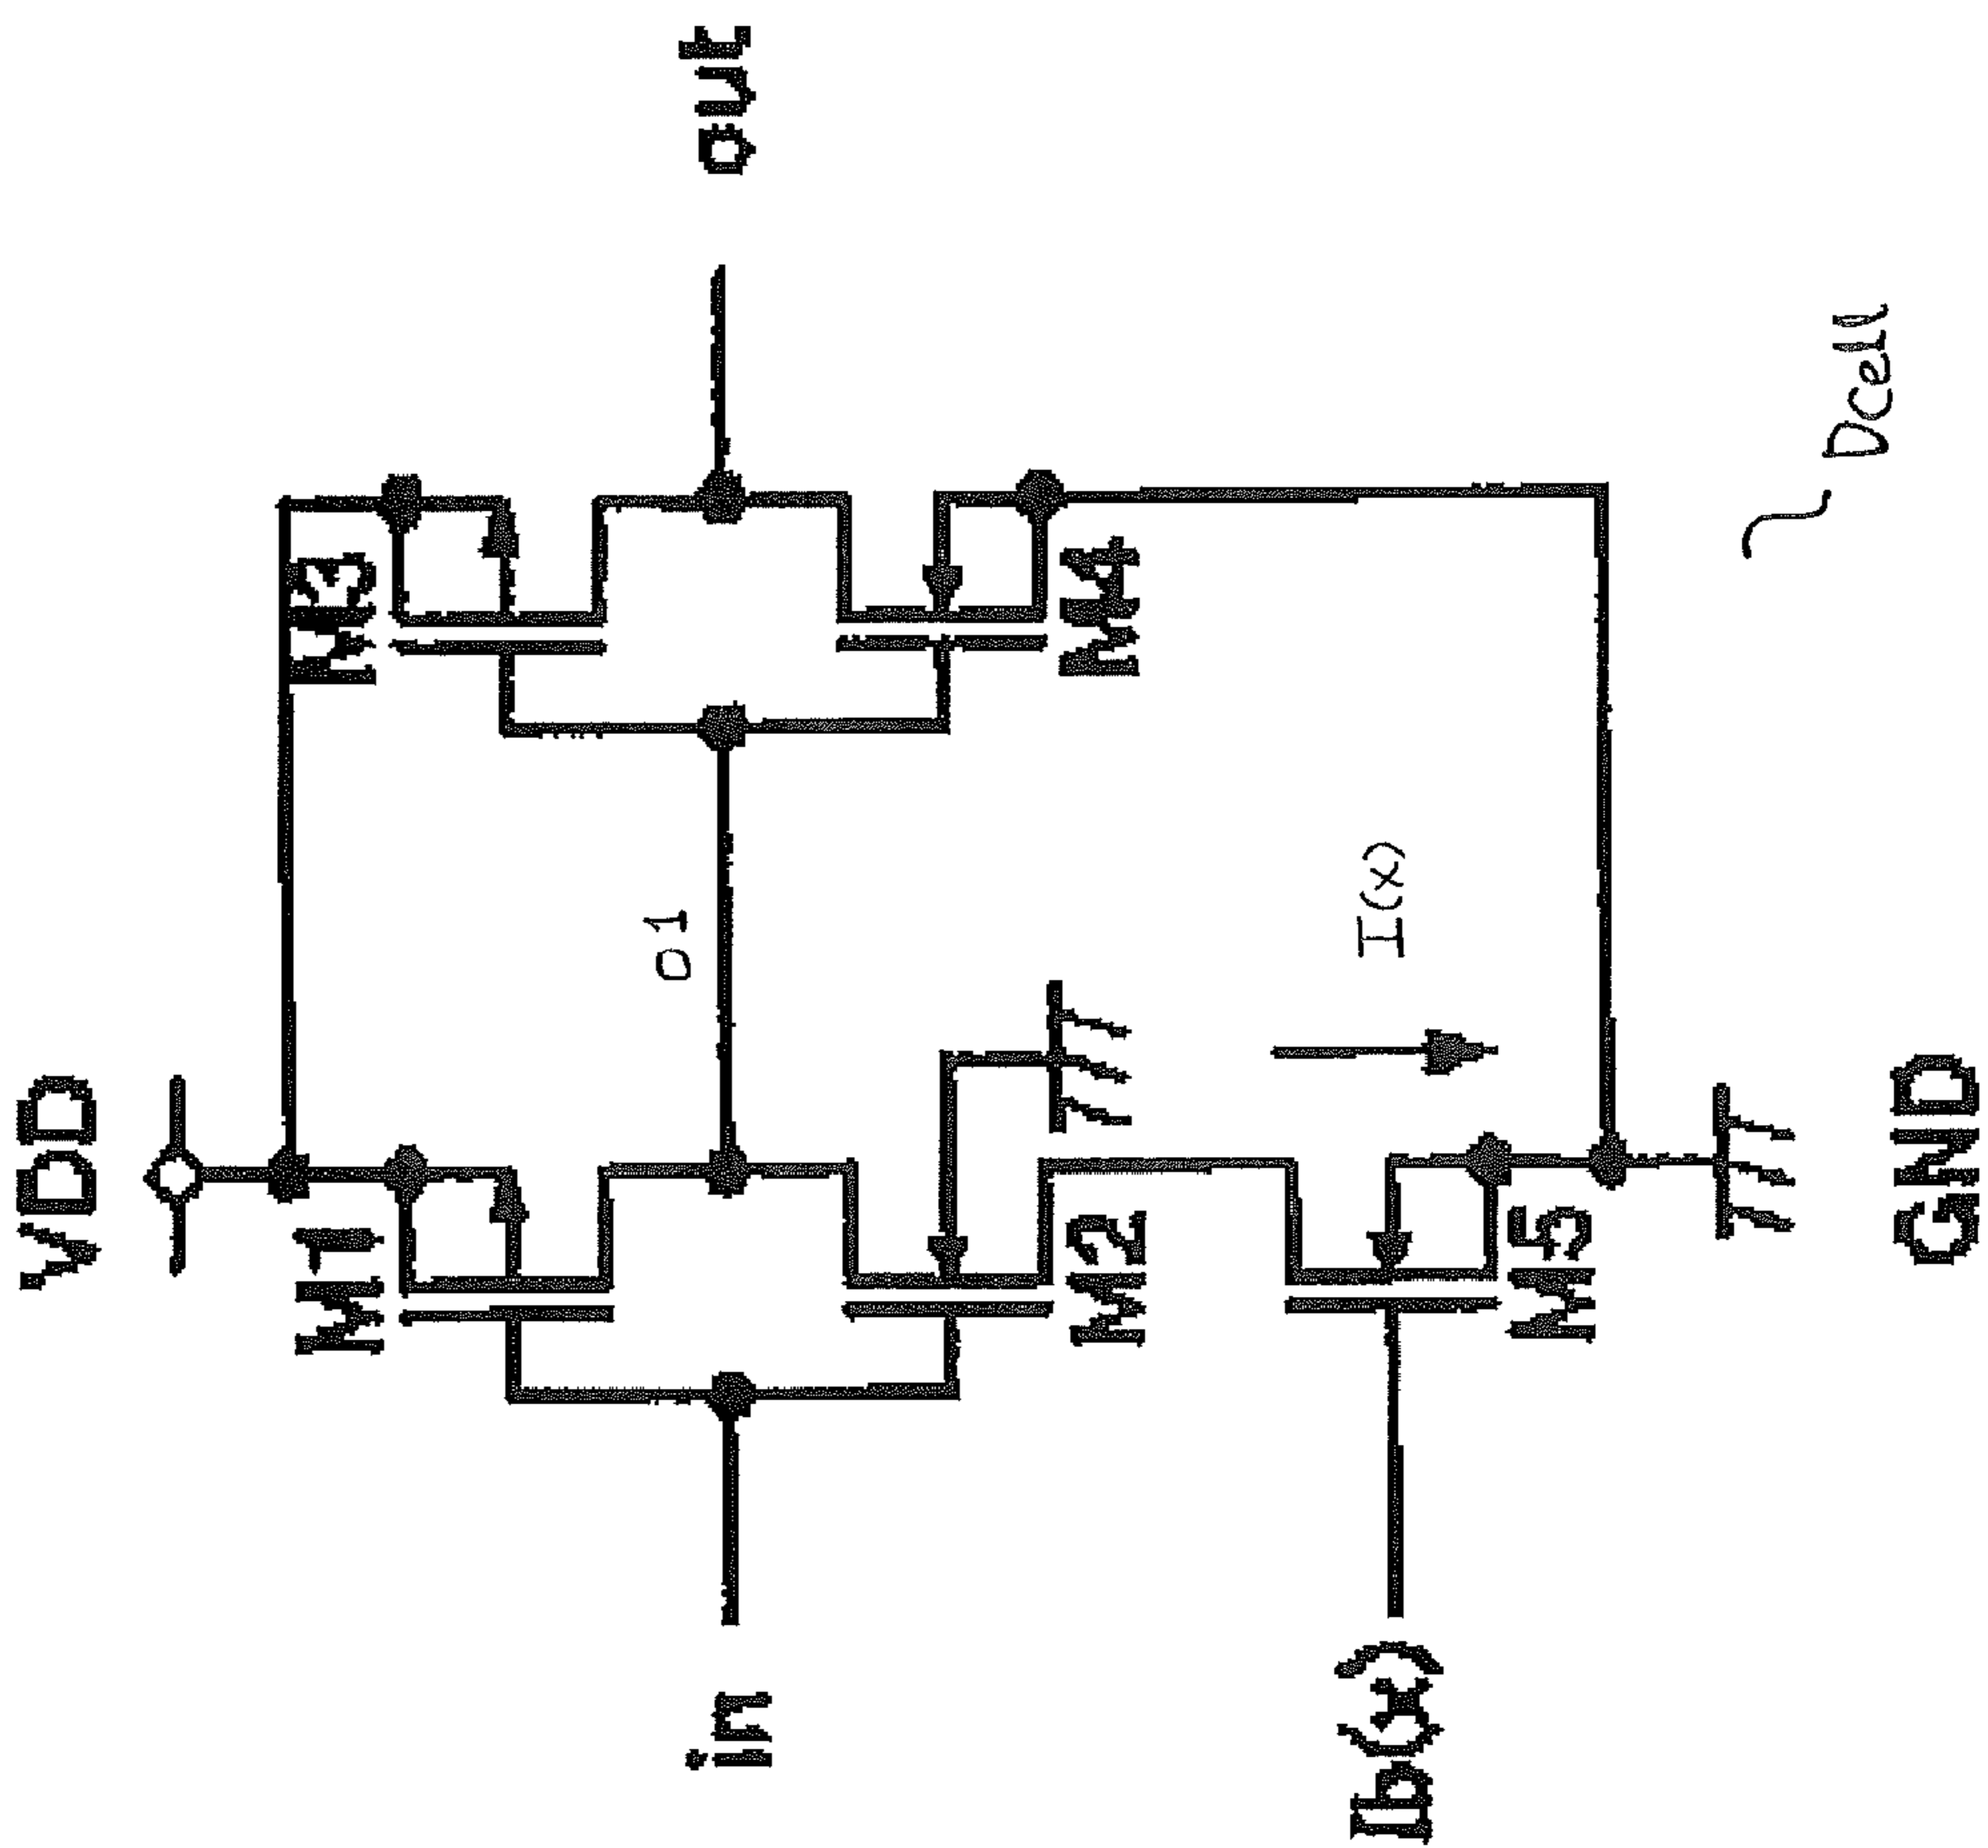 VDD
M1
M3
in
o1
out
M2
M4
Ib(x)
M5
I(x)
GND
Dcell